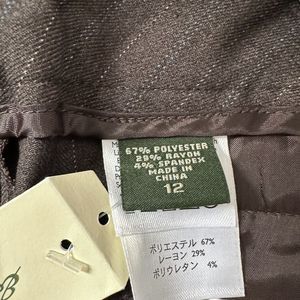 67% POLYESTER
29% RAYON
4% SPANDEX
MADE IN
CHINA
12
ポリエステル 67%
レーヨン 29%
ポリウレタン 4%
B